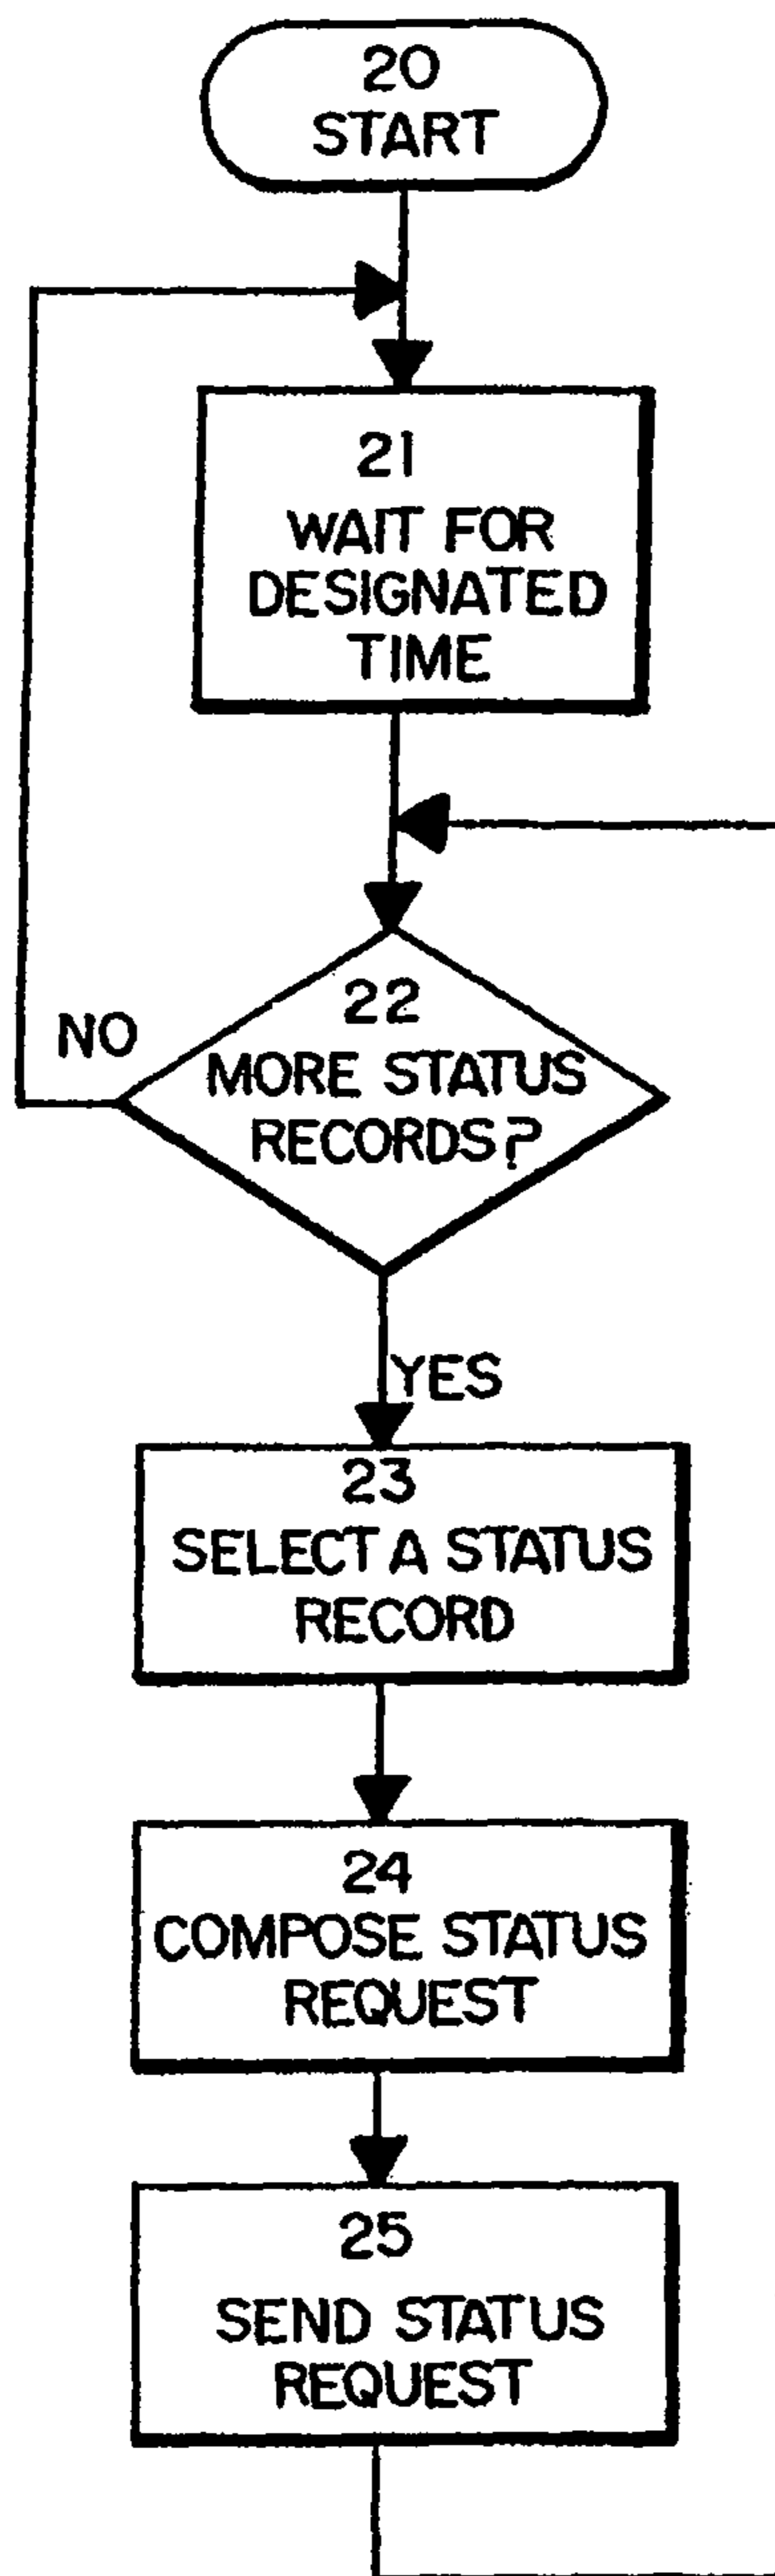 20
START
21
WAIT FOR
DESIGNATED
TIME
22
MORE STATUS
RECORDS?
NO
YES
23
SELECT A STATUS
RECORD
24
COMPOSE STATUS
REQUEST
25
SEND STATUS
REQUEST